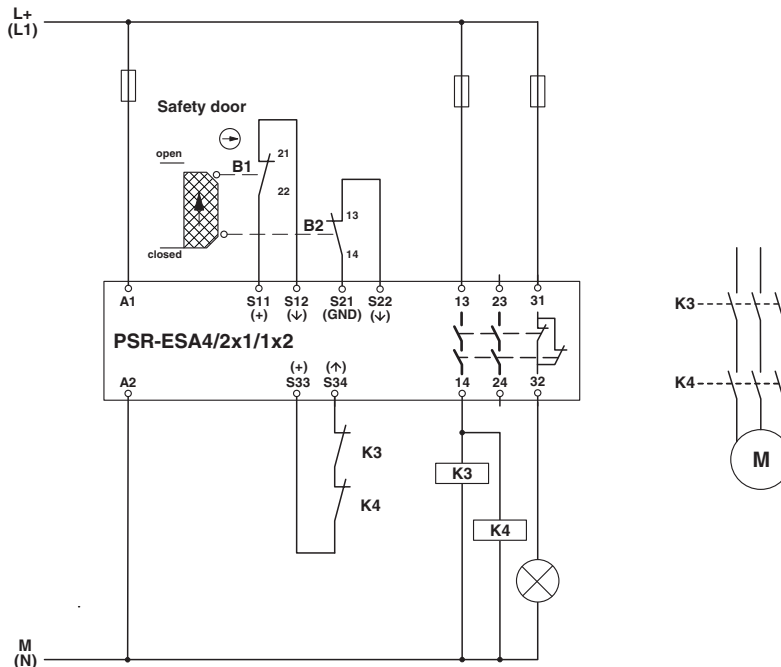 L+
(L1)
Safety door
open
B1
21
22
B2
13
14
closed
A1
S11
(+)
S12
(↓)
S21
(GND)
S22
(↓)
13
23
31
PSR-ESA4/2x1/1x2
A2
(+)
S33
(↑)
S34
14
24
32
K3
K4
K3
K4
M
(N)
K3
K4
M